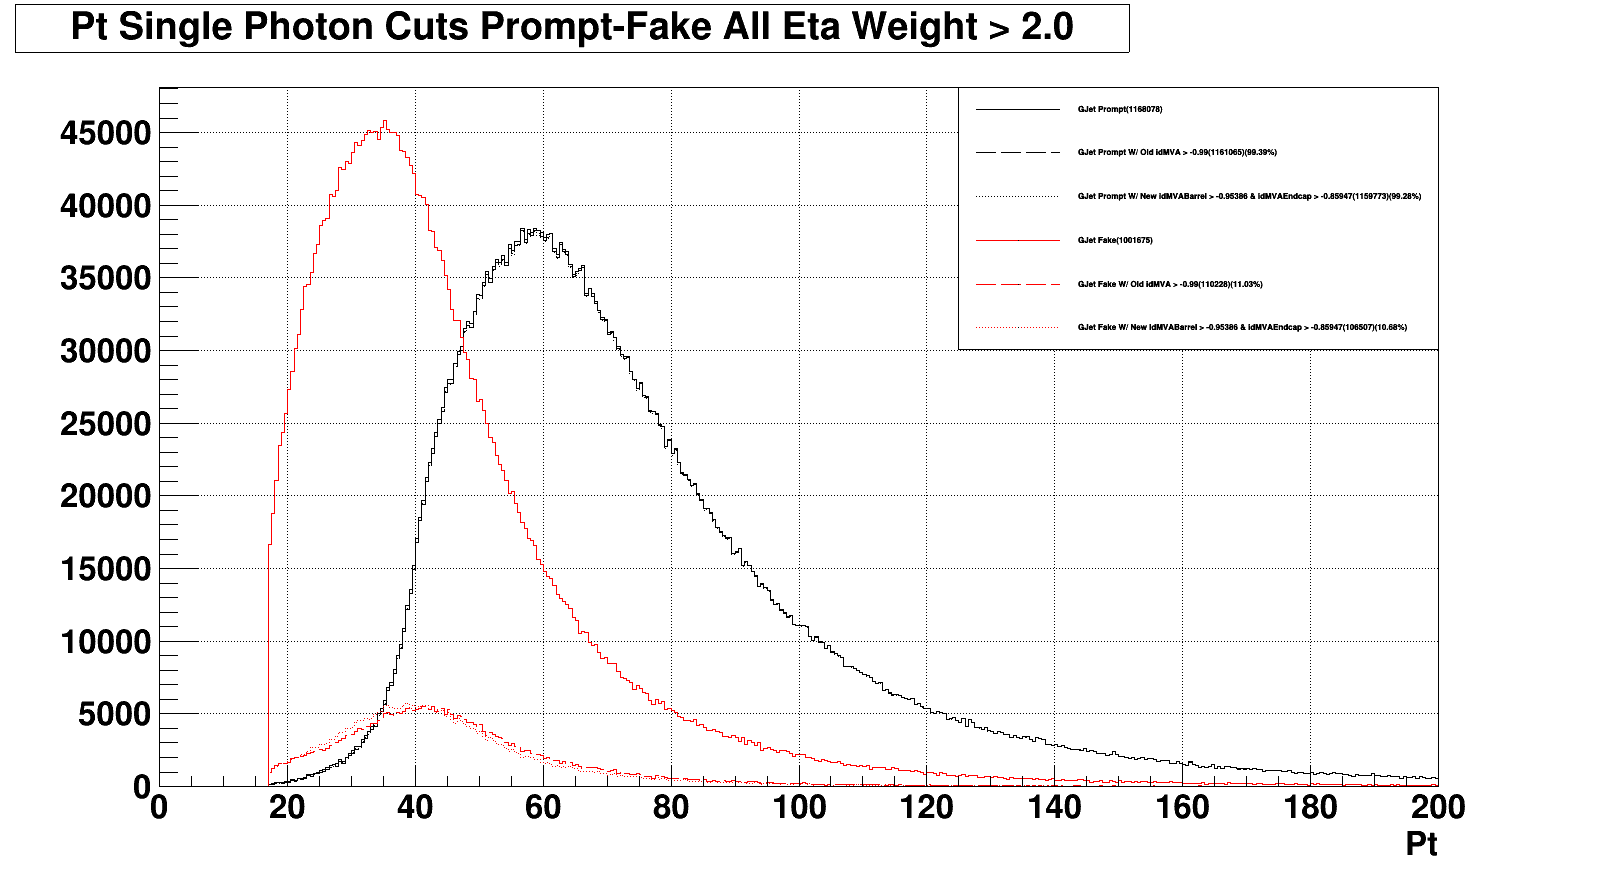 Pt Single Photon Cuts Prompt-Fake All Eta Weight > 2.0
GJet Prompt(1168078)
GJet Prompt W/ Old idMVA > -0.99(1161065)(99.39%)
GJet Prompt W/ New idMVABarrel > -0.95386 & idMVAEndcap > -0.85947(1159773)(99.28%)
GJet Fake(1001675)
GJet Fake W/ Old idMVA > -0.99(110228)(11.03%)
GJet Fake W/ New idMVABarrel > -0.95386 & idMVAEndcap > -0.85947(106507)(10.68%)
45000
40000
35000
30000
25000
20000
15000
10000
5000
0
0 20 40 60 80 100 120 140 160 180 200
Pt